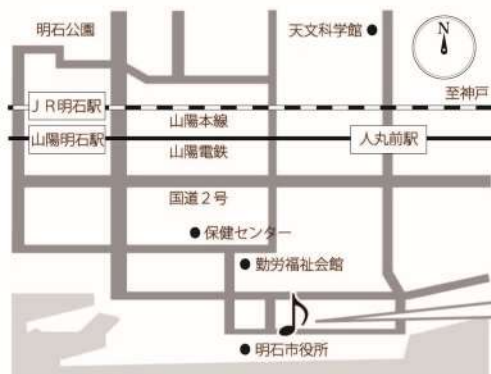 明石公園
天文科学館
N
至神戸
JR明石駅
山陽本線
山陽明石駅
山陽電鉄
人丸前駅
国道2号
保健センター
勤労福祉会館
明石市役所